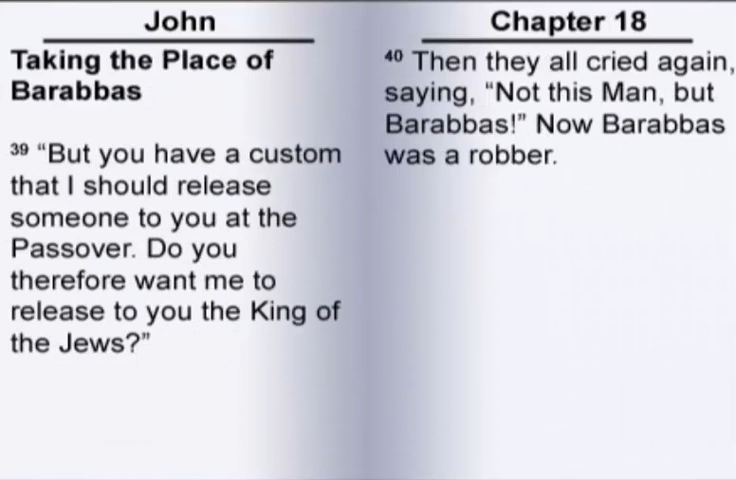 John
Taking the Place of
Barabbas
³⁹ “But you have a custom
that I should release
someone to you at the
Passover. Do you
therefore want me to
release to you the King of
the Jews?”
Chapter 18
⁴⁰ Then they all cried again,
saying, “Not this Man, but
Barabbas!” Now Barabbas
was a robber.